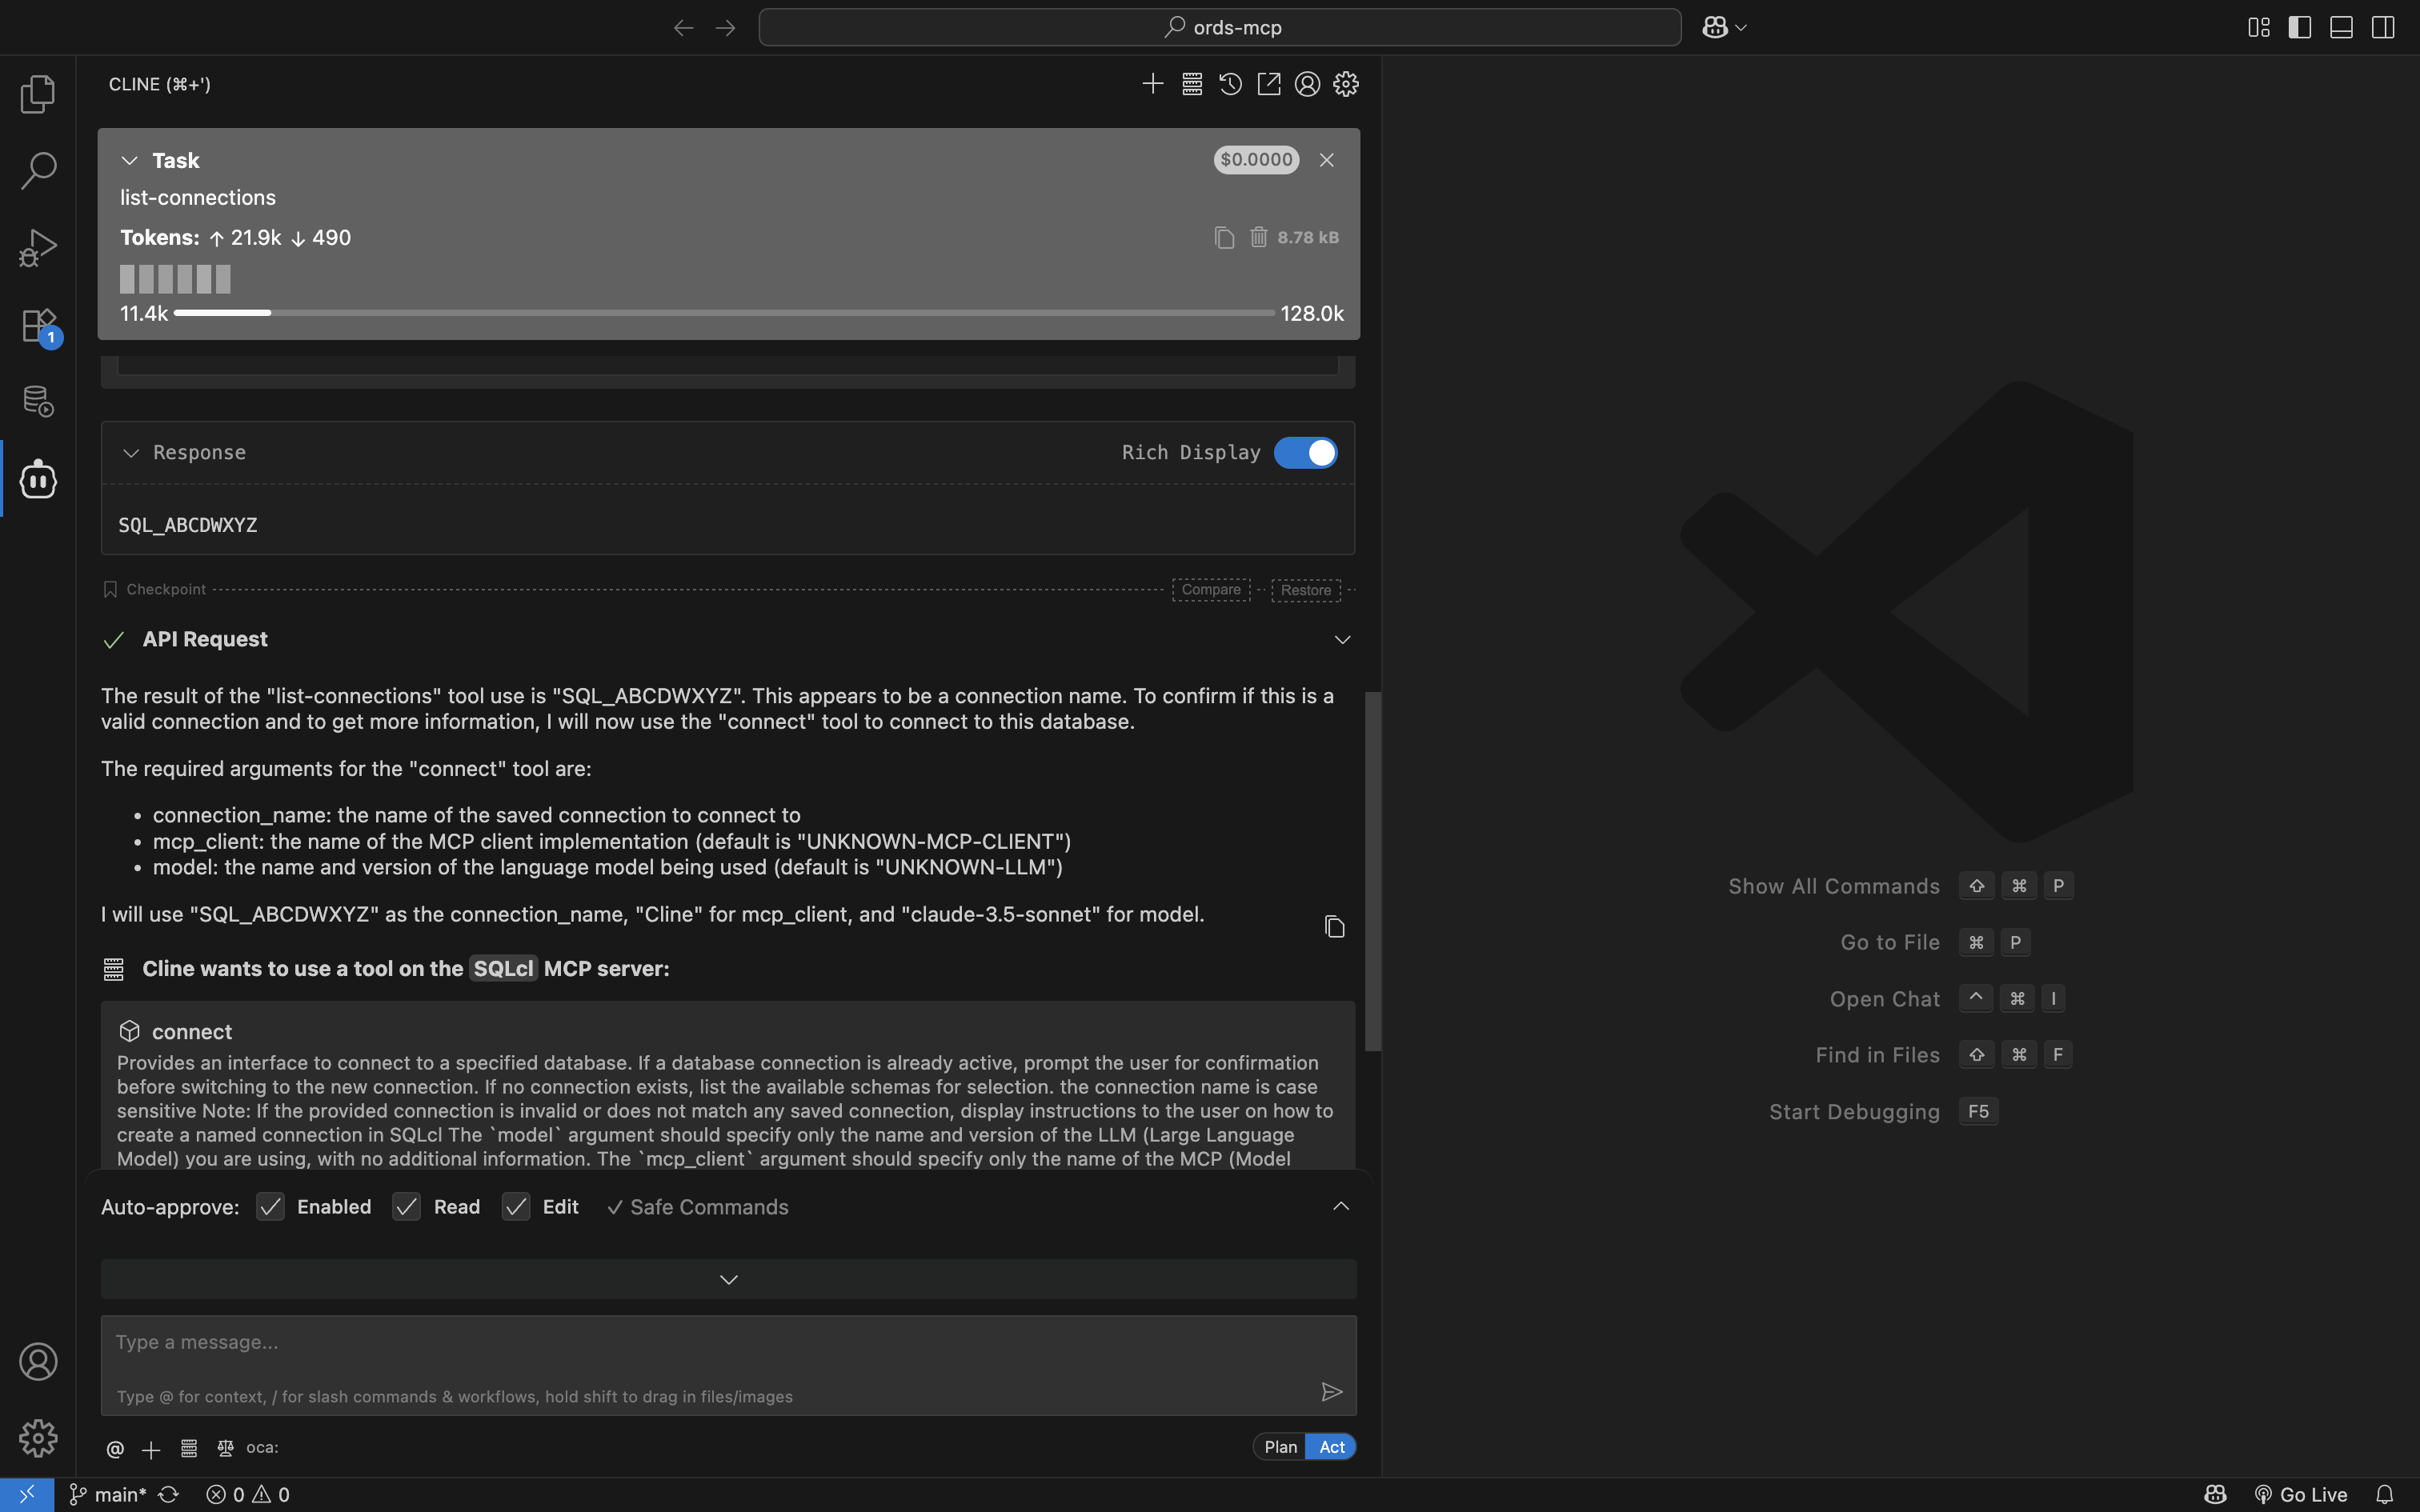 ords-mcp
CLINE (⌘+')
Task
$0.0000
list-connections
Tokens: ↑ 21.9k ↓ 490
8.78 kB
11.4k
128.0k
1
Response
Rich Display
SQL_ABCDWXYZ
Checkpoint
Compare
Restore
API Request
The result of the "list-connections" tool use is "SQL_ABCDWXYZ". This appears to be a connection name. To confirm if this is a
valid connection and to get more information, I will now use the "connect" tool to connect to this database.
The required arguments for the "connect" tool are:
• connection_name: the name of the saved connection to connect to
• mcp_client: the name of the MCP client implementation (default is "UNKNOWN-MCP-CLIENT")
• model: the name and version of the language model being used (default is "UNKNOWN-LLM")
I will use "SQL_ABCDWXYZ" as the connection_name, "Cline" for mcp_client, and "claude-3.5-sonnet" for model.
Cline wants to use a tool on the SQLcl MCP server:
connect
Provides an interface to connect to a specified database. If a database connection is already active, prompt the user for confirmation
before switching to the new connection. If no connection exists, list the available schemas for selection. the connection name is case
sensitive Note: If the provided connection is invalid or does not match any saved connection, display instructions to the user on how to
create a named connection in SQLcl The `model` argument should specify only the name and version of the LLM (Large Language
Model) you are using, with no additional information. The `mcp_client` argument should specify only the name of the MCP (Model
Auto-approve: Enabled Read Edit ✓ Safe Commands
Type a message...
Type @ for context, / for slash commands & workflows, hold shift to drag in files/images
@ oca:
Plan Act
Show All Commands ⇧ ⌘ P
Go to File ⌘ P
Open Chat ^ ⌘ I
Find in Files ⇧ ⌘ F
Start Debugging F5
main* 0 0
Go Live